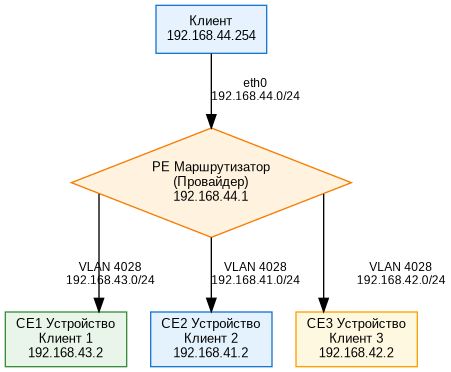 Клиент
192.168.44.254
eth0
192.168.44.0/24
PE Маршрутизатор
(Провайдер)
192.168.44.1
VLAN 4028
192.168.43.0/24
VLAN 4028
192.168.41.0/24
VLAN 4028
192.168.42.0/24
CE1 Устройство
Клиент 1
192.168.43.2
CE2 Устройство
Клиент 2
192.168.41.2
CE3 Устройство
Клиент 3
192.168.42.2